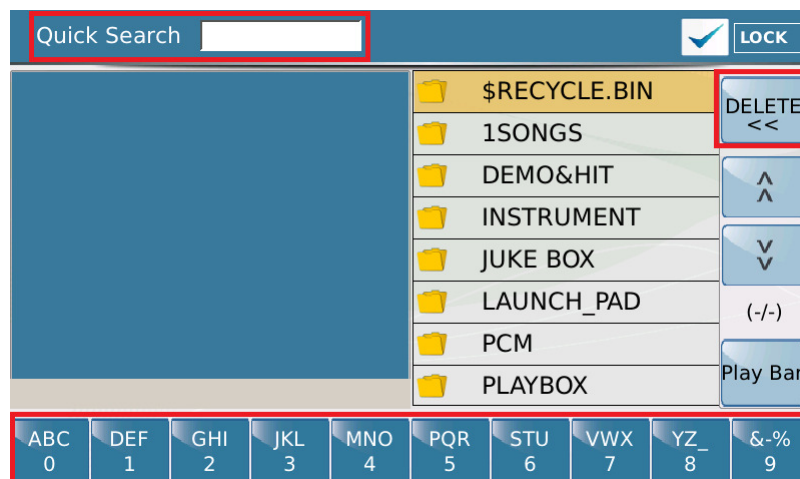 Quick Search
LOCK
$RECYCLE.BIN
1SONGS
DEMO&HIT
INSTRUMENT
JUKE BOX
LAUNCH_PAD
PCM
PLAYBOX
DELETE
<<
(-/-)
Play Bar
ABC DEF GHI JKL MNO PQR STU VWX YZ_ &-%
0 1 2 3 4 5 6 7 8 9